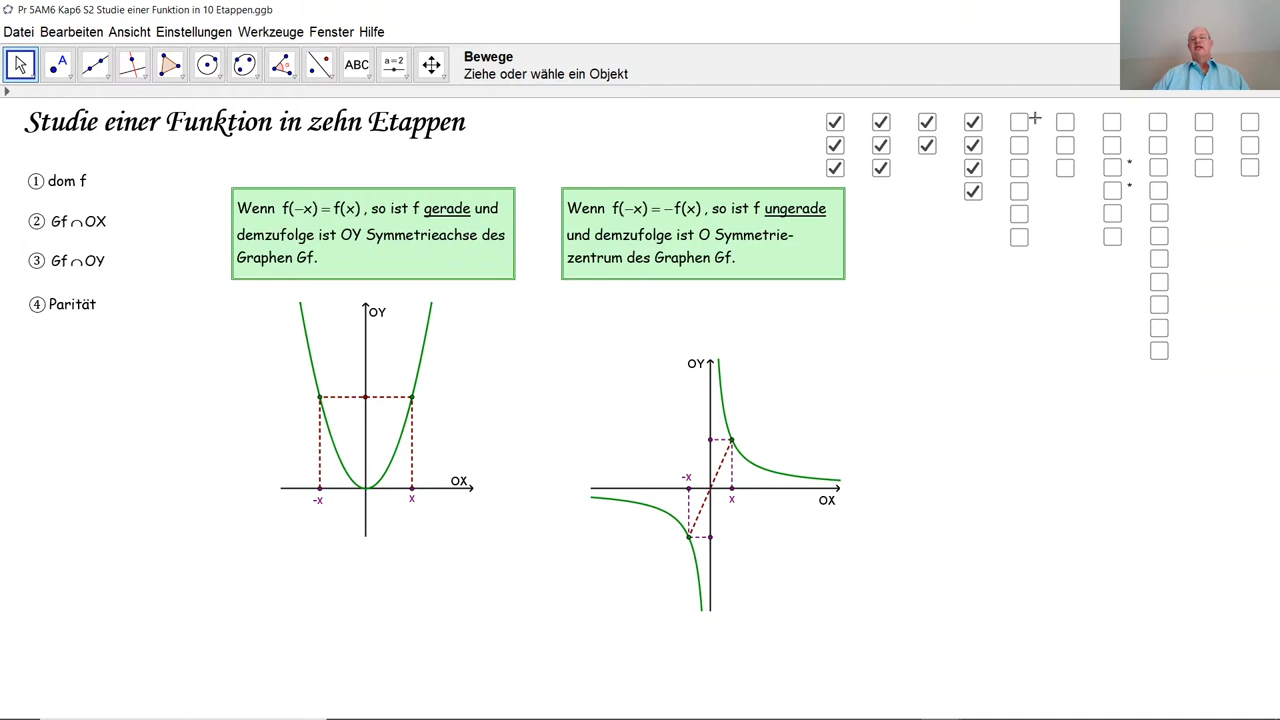 Pr 5AM6 Kap6 S2 Studie einer Funktion in 10 Etappen.ggb
Datei Bearbeiten Ansicht Einstellungen Werkzeuge Fenster Hilfe
A
ABC
a=2
Bewege
Ziehe oder wähle ein Objekt
Studie einer Funktion in zehn Etappen
① dom f
② Gf∩OX
③ Gf∩OY
④ Parität
Wenn f(−x) = f(x), so ist f gerade und
demzufolge ist OY Symmetrieachse des
Graphen Gf.
Wenn f(−x) = −f(x), so ist f ungerade
und demzufolge ist O Symmetrie-
zentrum des Graphen Gf.
*
*
OY
OX
-x
x
OY
-x
x
OX